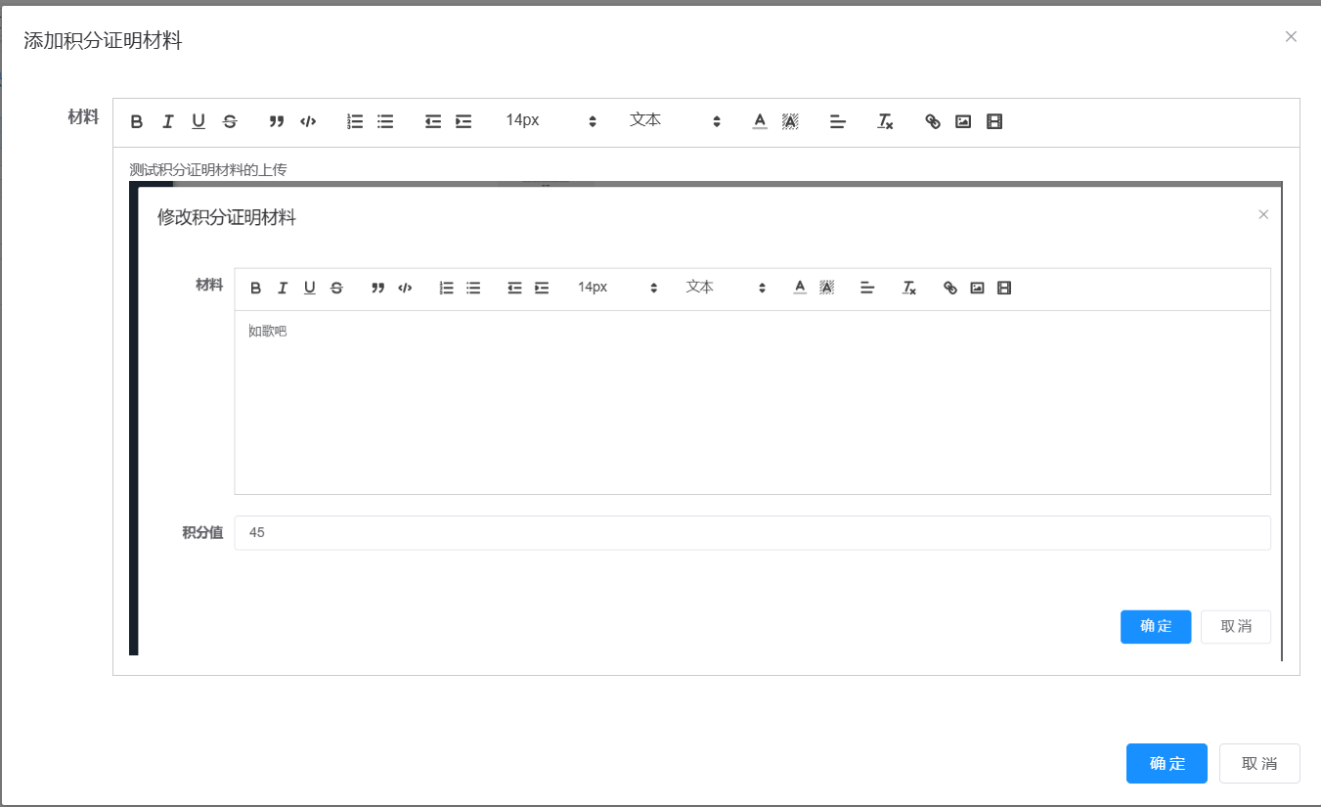 添加积分证明材料
材料
14px
文本
测试积分证明材料的上传
修改积分证明材料
材料
14px
文本
如歌吧
积分值
45
确定
取消
确定
取消